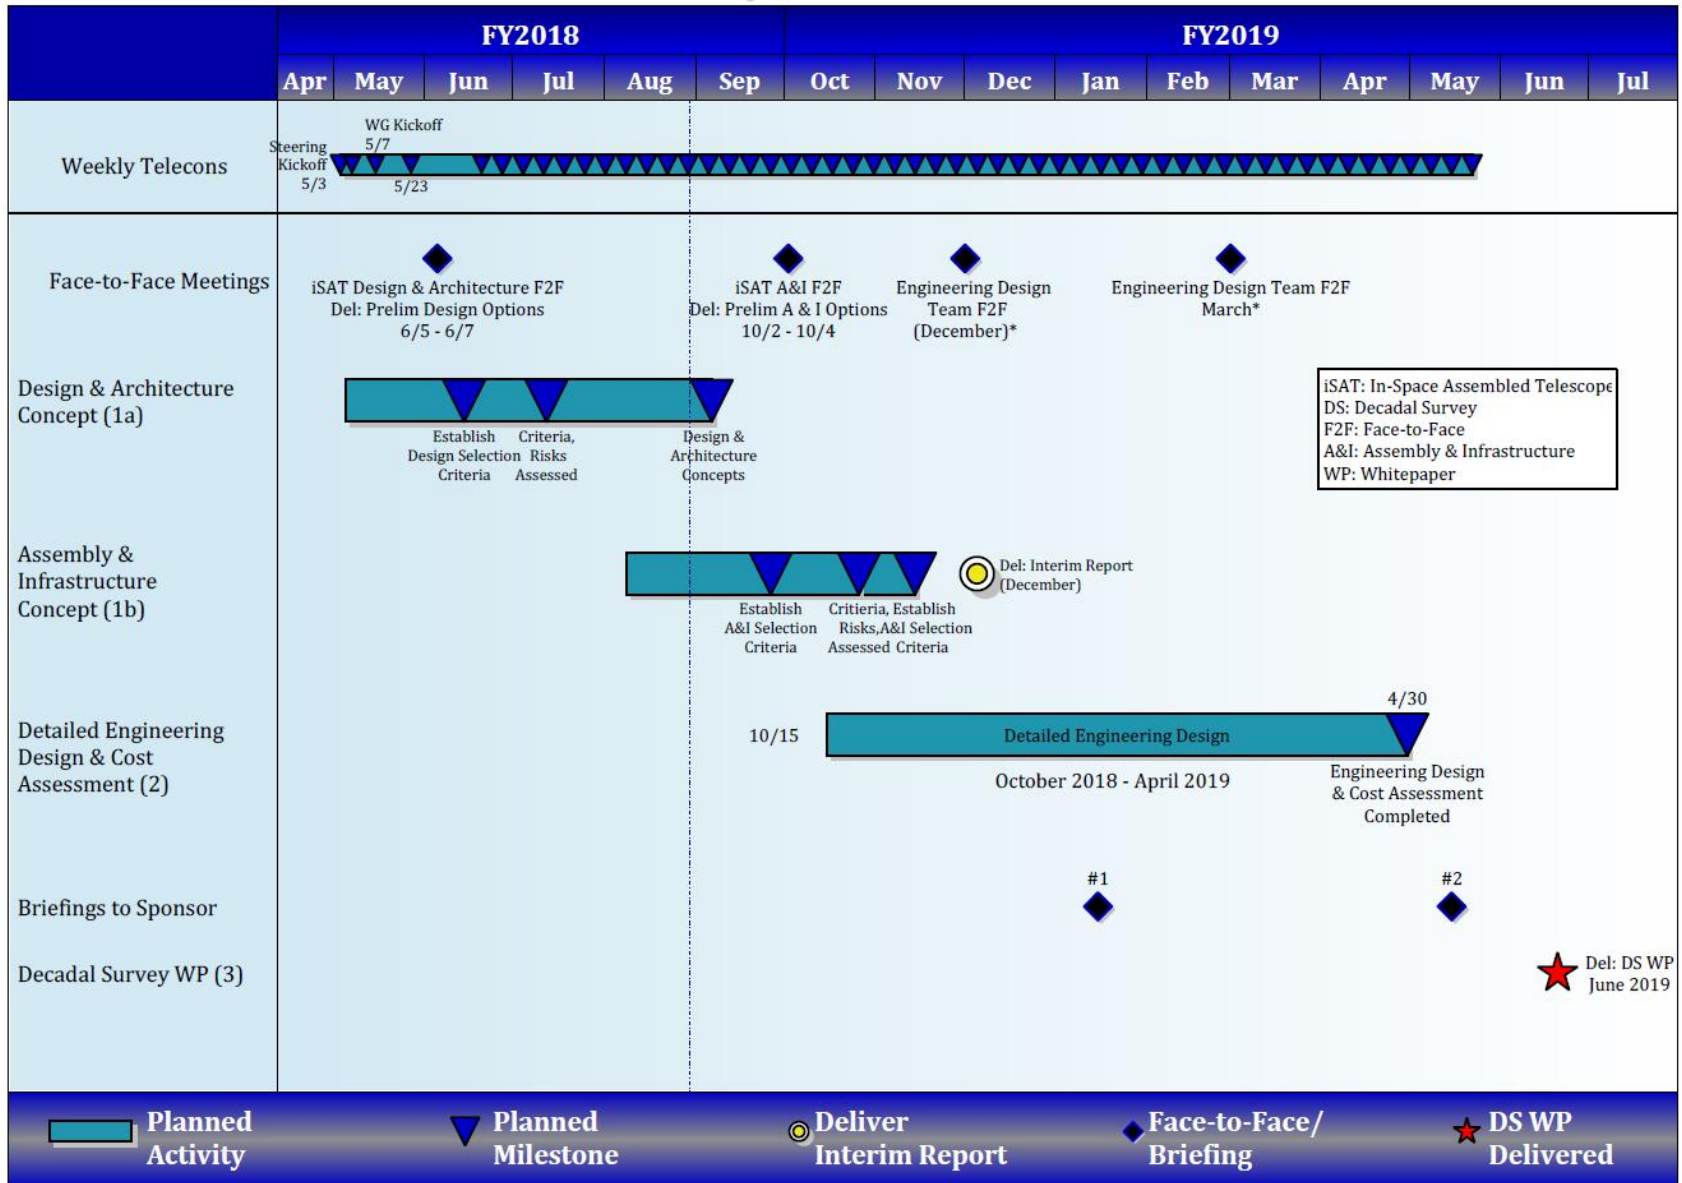 FY2018
FY2019
Apr May Jun Jul Aug Sep Oct Nov Dec Jan Feb Mar Apr May Jun Jul
Weekly Telecons
Steering
Kickoff
5/3
WG Kickoff
5/7
5/23
Face-to-Face Meetings
iSAT Design & Architecture F2F
Del: Prelim Design Options
6/5 - 6/7
iSAT A&I F2F
Del: Prelim A & I Options
10/2 - 10/4
Engineering Design
Team F2F
(December)*
Engineering Design Team F2F
March*
Design & Architecture
Concept (1a)
Establish
Design Selection
Criteria
Criteria,
Risks
Assessed
Design &
Architecture
Concepts
iSAT: In-Space Assembled Telescope
DS: Decadal Survey
F2F: Face-to-Face
A&I: Assembly & Infrastructure
WP: Whitepaper
Assembly &
Infrastructure
Concept (1b)
Establish
A&I Selection
Criteria
Critieria,
Risks,
Assessed
Establish
A&I Selection
Criteria
Del: Interim Report
(December)
Detailed Engineering
Design & Cost
Assessment (2)
10/15
Detailed Engineering Design
October 2018 - April 2019
4/30
Engineering Design
& Cost Assessment
Completed
Briefings to Sponsor
#1
#2
Decadal Survey WP (3)
Del: DS WP
June 2019
Planned
Activity
Planned
Milestone
Deliver
Interim Report
Face-to-Face/
Briefing
DS WP
Delivered